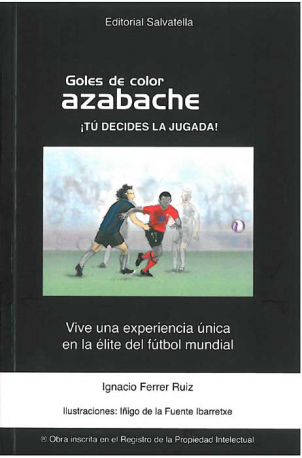 Editorial Salvatella
Goles de color
azabache
¡TÚ DECIDES LA JUGADA!
Vive una experiencia única
en la élite del fútbol mundial
Ignacio Ferrer Ruiz
Ilustraciones: Iñigo de la Fuente Ibarretxe
® Obra inscrita en el Registro de la Propiedad Intelectual